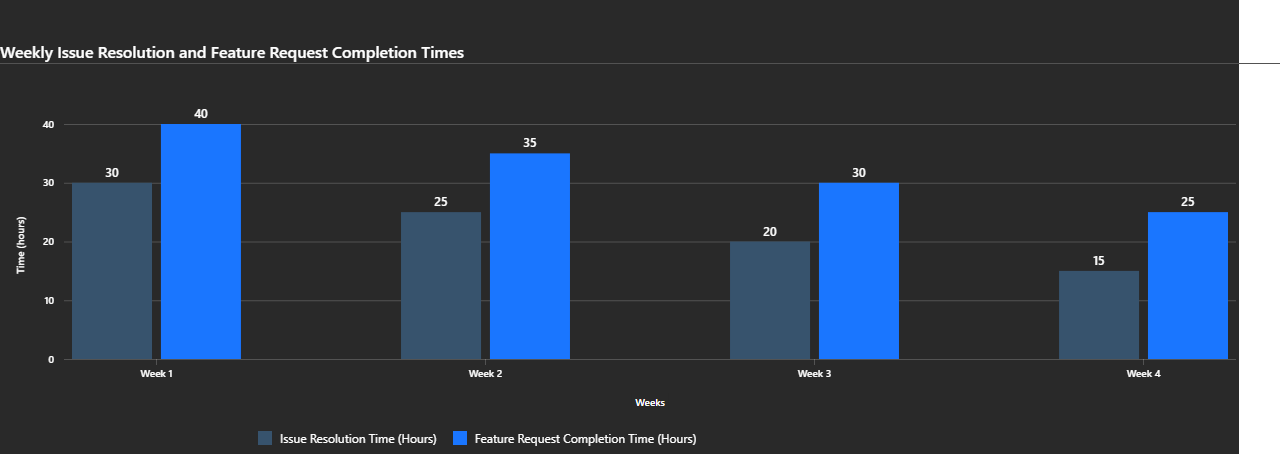 Weekly Issue Resolution and Feature Request Completion Times
40
35
30
30
25
25
20
15
40
30
20
10
0
Time (hours)
Week 1
Week 2
Week 3
Week 4
Weeks
Issue Resolution Time (Hours)
Feature Request Completion Time (Hours)